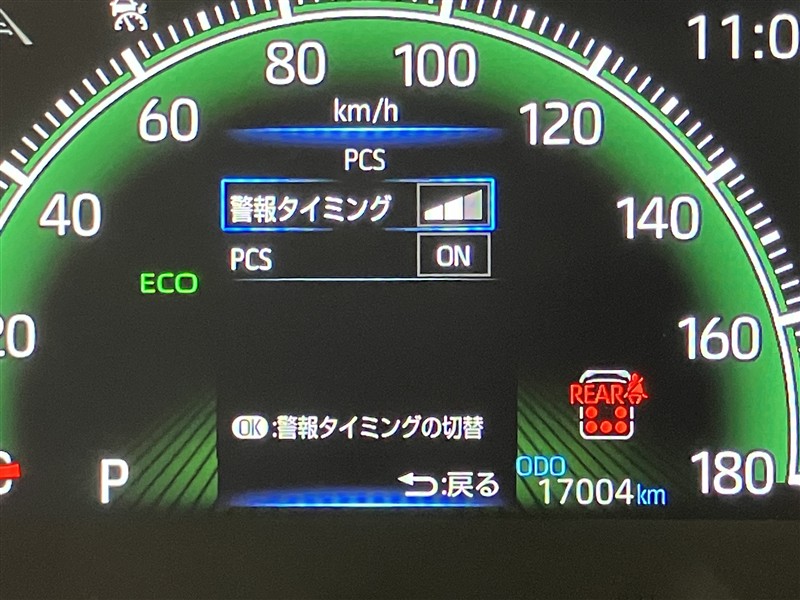 11:0
80
100
km/h
60
120
PCS
40
警報タイミング
140
PCS
ON
ECO
20
160
REAR
OK:警報タイミングの切替
P
戻る
ODO
17004km
180